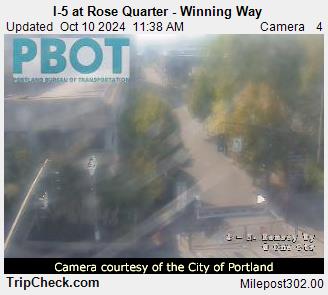 I-5 at Rose Quarter - Winning Way
Updated Oct 10 2024 11:38 AM Camera 4
PBOT
PORTLAND BUREAU OF TRANSPORTATION
Camera courtesy of the City of Portland
TripCheck.com Milepost302.00